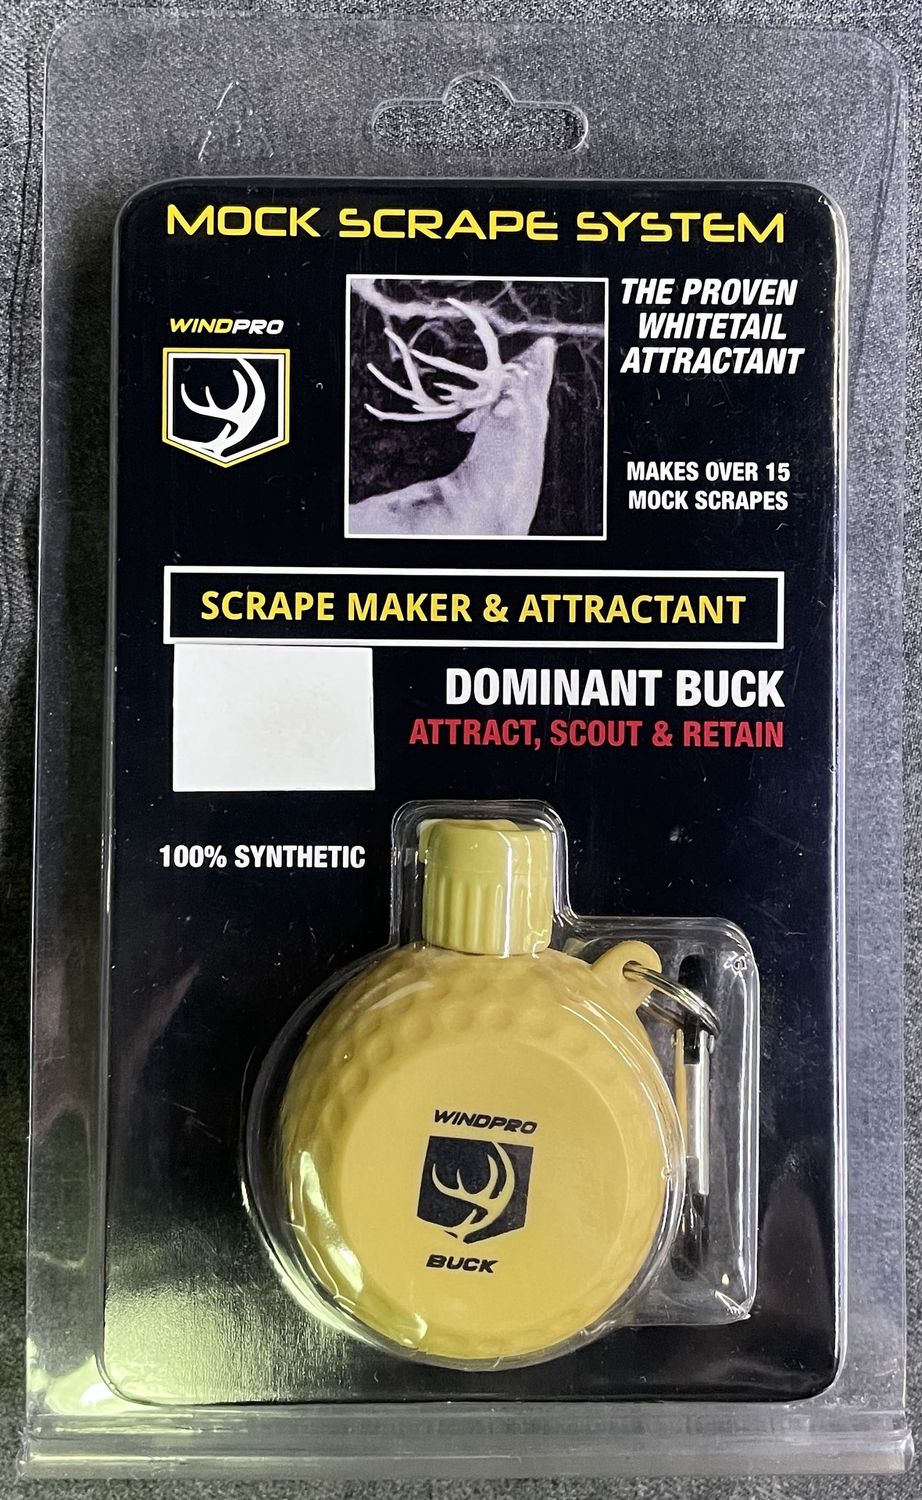 MOCK SCRAPE SYSTEM
WINDPRO
THE PROVEN
WHITETAIL
ATTRACTANT
MAKES OVER 15
MOCK SCRAPES
SCRAPE MAKER & ATTRACTANT
DOMINANT BUCK
ATTRACT, SCOUT & RETAIN
100% SYNTHETIC
WINDPRO
BUCK